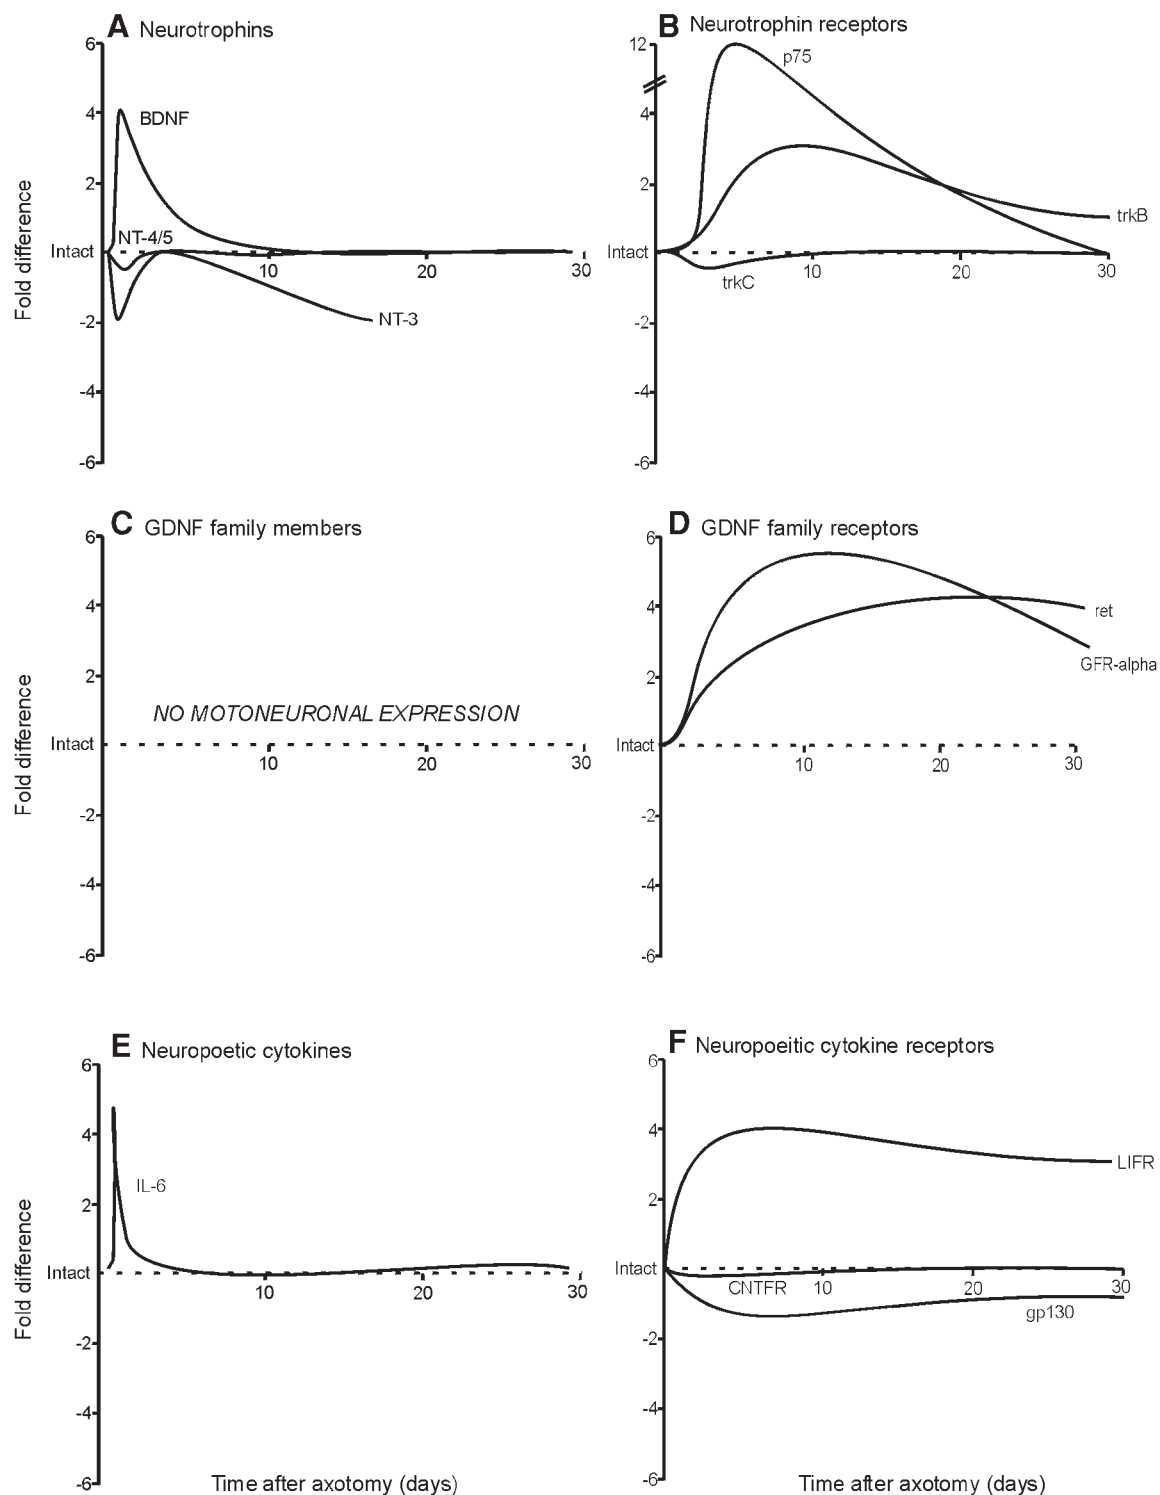 A Neurotrophins
6
4
2
Intact
-2
-4
-6
Fold difference
BDNF
NT-4/5
NT-3
10
20
30
B Neurotrophin receptors
12
4
2
Intact
-2
-4
-6
p75
trkB
trkC
10
20
30
C GDNF family members
6
4
2
Intact
-2
-4
-6
Fold difference
NO MOTONEURONAL EXPRESSION
10
20
30
D GDNF family receptors
6
4
2
Intact
-2
-4
-6
ret
GFR-alpha
10
20
30
E Neuropoetic cytokines
6
4
2
Intact
-2
-4
-6
Fold difference
IL-6
10
20
30
Time after axotomy (days)
F Neuropoeitic cytokine receptors
6
4
2
Intact
-2
-4
-6
LIFR
CNTFR
gp130
10
20
30
Time after axotomy (days)